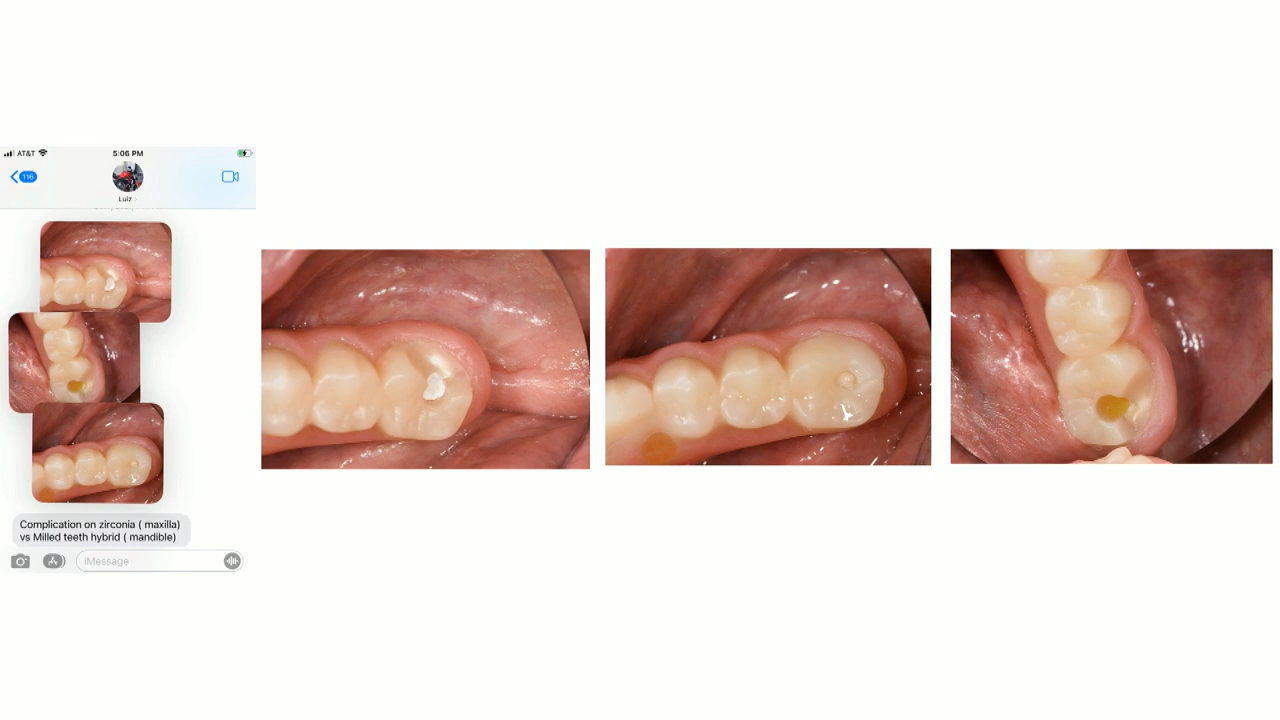 AT&T
5:06 PM
116
Luiz
Complication on zirconia ( maxilla)
vs Milled teeth hybrid ( mandible)
iMessage